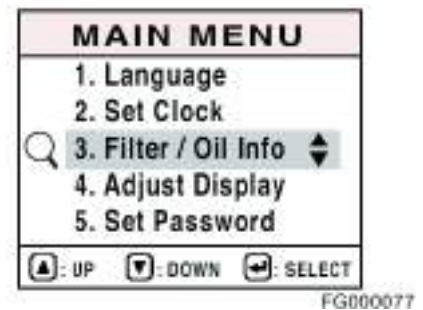 MAIN MENU
1. Language
2. Set Clock
3. Filter / Oil Info
4. Adjust Display
5. Set Password
▲: UP ▼: DOWN ↵: SELECT
FG000077